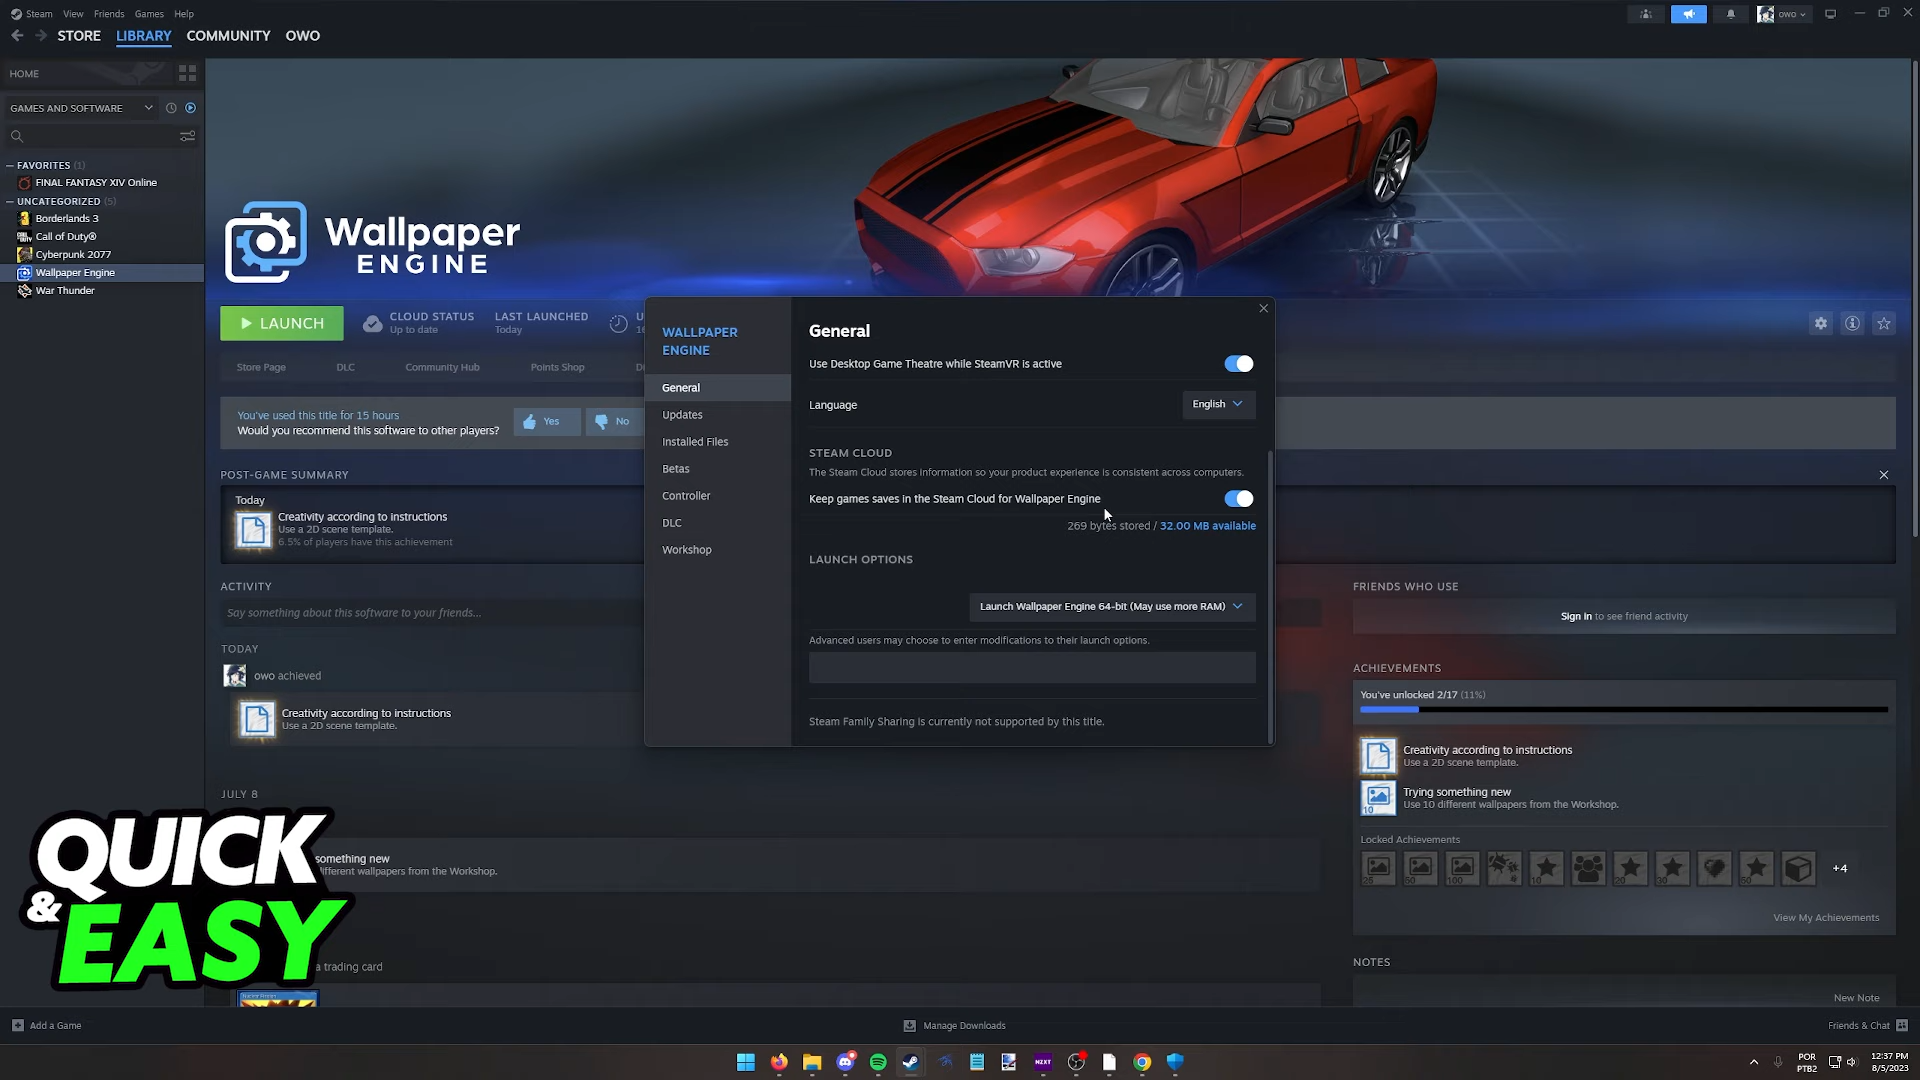 Steam View Friends Games Help
owo
STORE LIBRARY COMMUNITY OWO
HOME
GAMES AND SOFTWARE
FAVORITES (1)
FINAL FANTASY XIV Online
UNCATEGORIZED (5)
Borderlands 3
Call of Duty®
Cyberpunk 2077
Wallpaper Engine
War Thunder
Wallpaper
ENGINE
LAUNCH
CLOUD STATUS
Up to date
LAST LAUNCHED
Today
Store Page DLC Community Hub Points Shop
You've used this title for 15 hours
Would you recommend this software to other players?
Yes No
POST-GAME SUMMARY
Today
Creativity according to instructions
Use a 2D scene template.
6.5% of players have this achievement
ACTIVITY
Say something about this software to your friends...
TODAY
owo achieved
Creativity according to instructions
Use a 2D scene template.
JULY 8
something new
ifferent wallpapers from the Workshop.
a trading card
QUICK
& EASY
WALLPAPER
ENGINE
General
Updates
Installed Files
Betas
Controller
DLC
Workshop
General
Use Desktop Game Theatre while SteamVR is active
Language English
STEAM CLOUD
The Steam Cloud stores information so your product experience is consistent across computers.
Keep games saves in the Steam Cloud for Wallpaper Engine
269 bytes stored / 32.00 MB available
LAUNCH OPTIONS
Launch Wallpaper Engine 64-bit (May use more RAM)
Advanced users may choose to enter modifications to their launch options.
Steam Family Sharing is currently not supported by this title.
FRIENDS WHO USE
Sign in to see friend activity
ACHIEVEMENTS
You've unlocked 2/17 (11%)
Creativity according to instructions
Use a 2D scene template.
10
Trying something new
Use 10 different wallpapers from the Workshop.
Locked Achievements
25 50 100 10 20 30 50 +4
View My Achievements
NOTES
New Note
Add a Game
Manage Downloads
Friends & Chat
NZXT
POR
PTB2
12:37 PM
8/5/2023